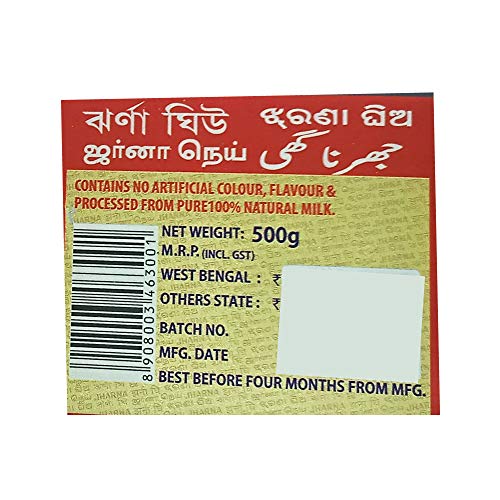 ঝর্ণা ঘিউ ઝરણા ઘિઅ
ஜர்னா நெய் جھرنا گھی
CONTAINS NO ARTIFICIAL COLOUR, FLAVOUR &
PROCESSED FROM PURE100% NATURAL MILK.
NET WEIGHT: 500g
M.R.P. (INCL. GST)
WEST BENGAL : ₹
OTHERS STATE : ₹
BATCH NO.
MFG. DATE
BEST BEFORE FOUR MONTHS FROM MFG.
8908003463001